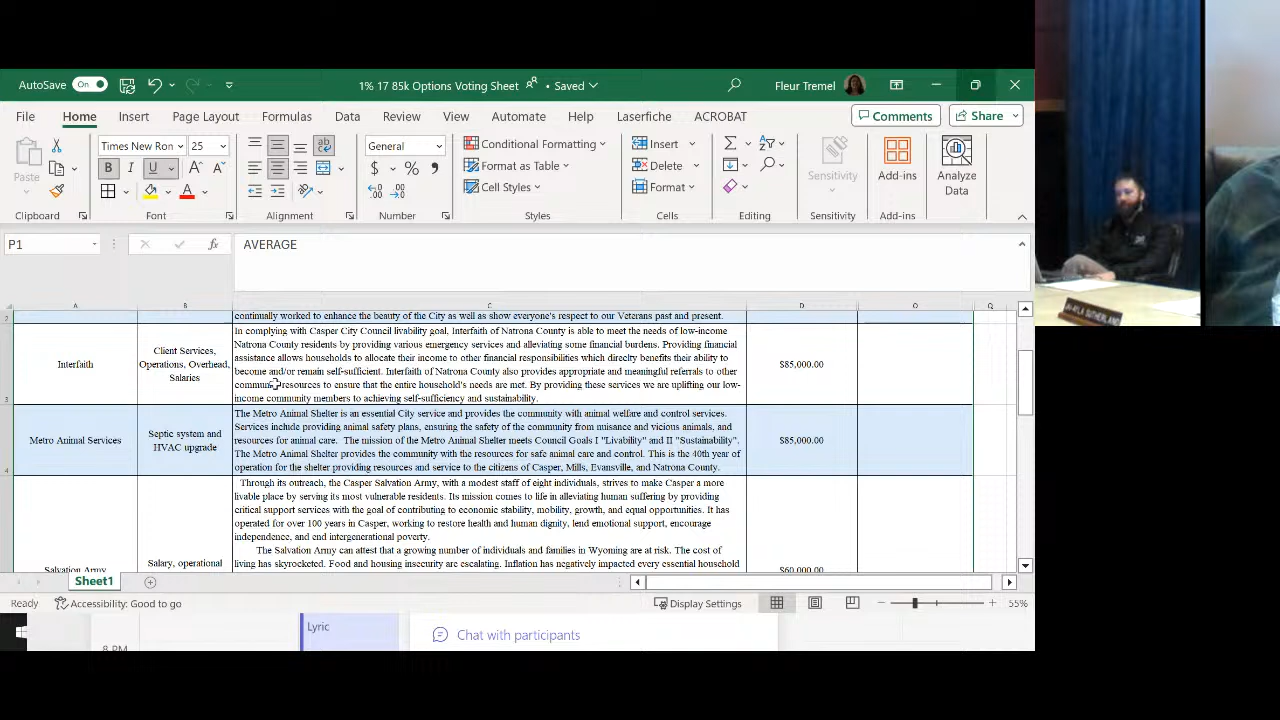 AutoSave On 1% 17 85k Options Voting Sheet • Saved Fleur Tremel
File Home Insert Draw Page Layout Formulas Data Review View Automate Help Laserfiche ACROBAT Comments Share
Times New Ron 23 General Conditional Formatting Insert
Paste B I U A A $ % , Format as Table Delete Sensitivity Add-ins Analyze Data
Cell Styles Format
Clipboard Font Alignment Number Styles Cells Editing Sensitivity Add-ins
P1 fx AVERAGE
A B C D O Q
2 continually worked to enhance the beauty of the City as well as show everyone's respect to our Veterans past and present.
3 Interfaith
Client Services,
Operations, Overhead,
Salaries
In complying with Casper City Council livability goal, Interfaith of Natrona County is able to meet the needs of low-income
Natrona County residents by providing various emergency services and alleviating some financial burdens. Providing financial
assistance allows households to allocate their income to other financial responsibilities which direclty benefites their ability to
become and/or remain self-sufficient. Interfaith of Natrona County also provides appropriate and meaningful referrals to other
resources to ensure that the entire household's needs are met. By providing these services we are uplifting our low-
income community members to achieving self-sufficiency and sustainability.
$85,000.00
4 Metro Animal Services
Septic system and
HVAC upgrade
The Metro Animal Shelter is an essential City service and provides the community with animal welfare and control services.
Services include providing animal safety plans, ensuring the safety of the community from nuisance and vicious animals, and
resources for animal care. The mission of the Metro Animal Shelter meets Council Goals I "Livability" and II "Sustainability".
The Metro Animal Shelter provides the community with the resources for safe animal care and control. This is the 40th year of
operation for the shelter providing resources and service to the citizens of Casper, Mills, Evansville, and Natrona County.
$85,000.00
Salvation Army
Salary, operational
Through its outreach, the Casper Salvation Army, with a modest staff of eight individuals, strives to make Casper a more
livable place by serving its most vulnerable residents. Its mission comes to life in alleviating human suffering by providing
critical support services with the goal of contributing to economic stability, mobility, growth, and equal opportunities. It has
operated for over 100 years in Casper, working to restore health and human dignity, lend emotional support, encourage
independence, and end intergenerational poverty.
The Salvation Army can attest that a growing number of individuals and families in Wyoming are at risk. The cost of
living has skyrocketed. Food and housing insecurity are escalating. Inflation has negatively impacted every essential household
$60,000.00
Sheet1
Ready Accessibility: Good to go Display Settings 55%
8 PM Lyric Chat with participants
SUTHERLAND